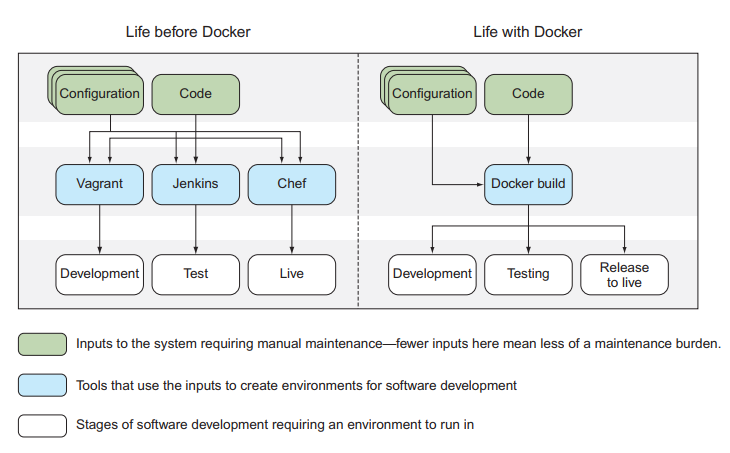 Life before Docker
Life with Docker
Configuration
Code
Configuration
Code
Vagrant
Jenkins
Chef
Docker build
Development
Test
Live
Development
Testing
Release
to live
Inputs to the system requiring manual maintenance—fewer inputs here mean less of a maintenance burden.
Tools that use the inputs to create environments for software development
Stages of software development requiring an environment to run in